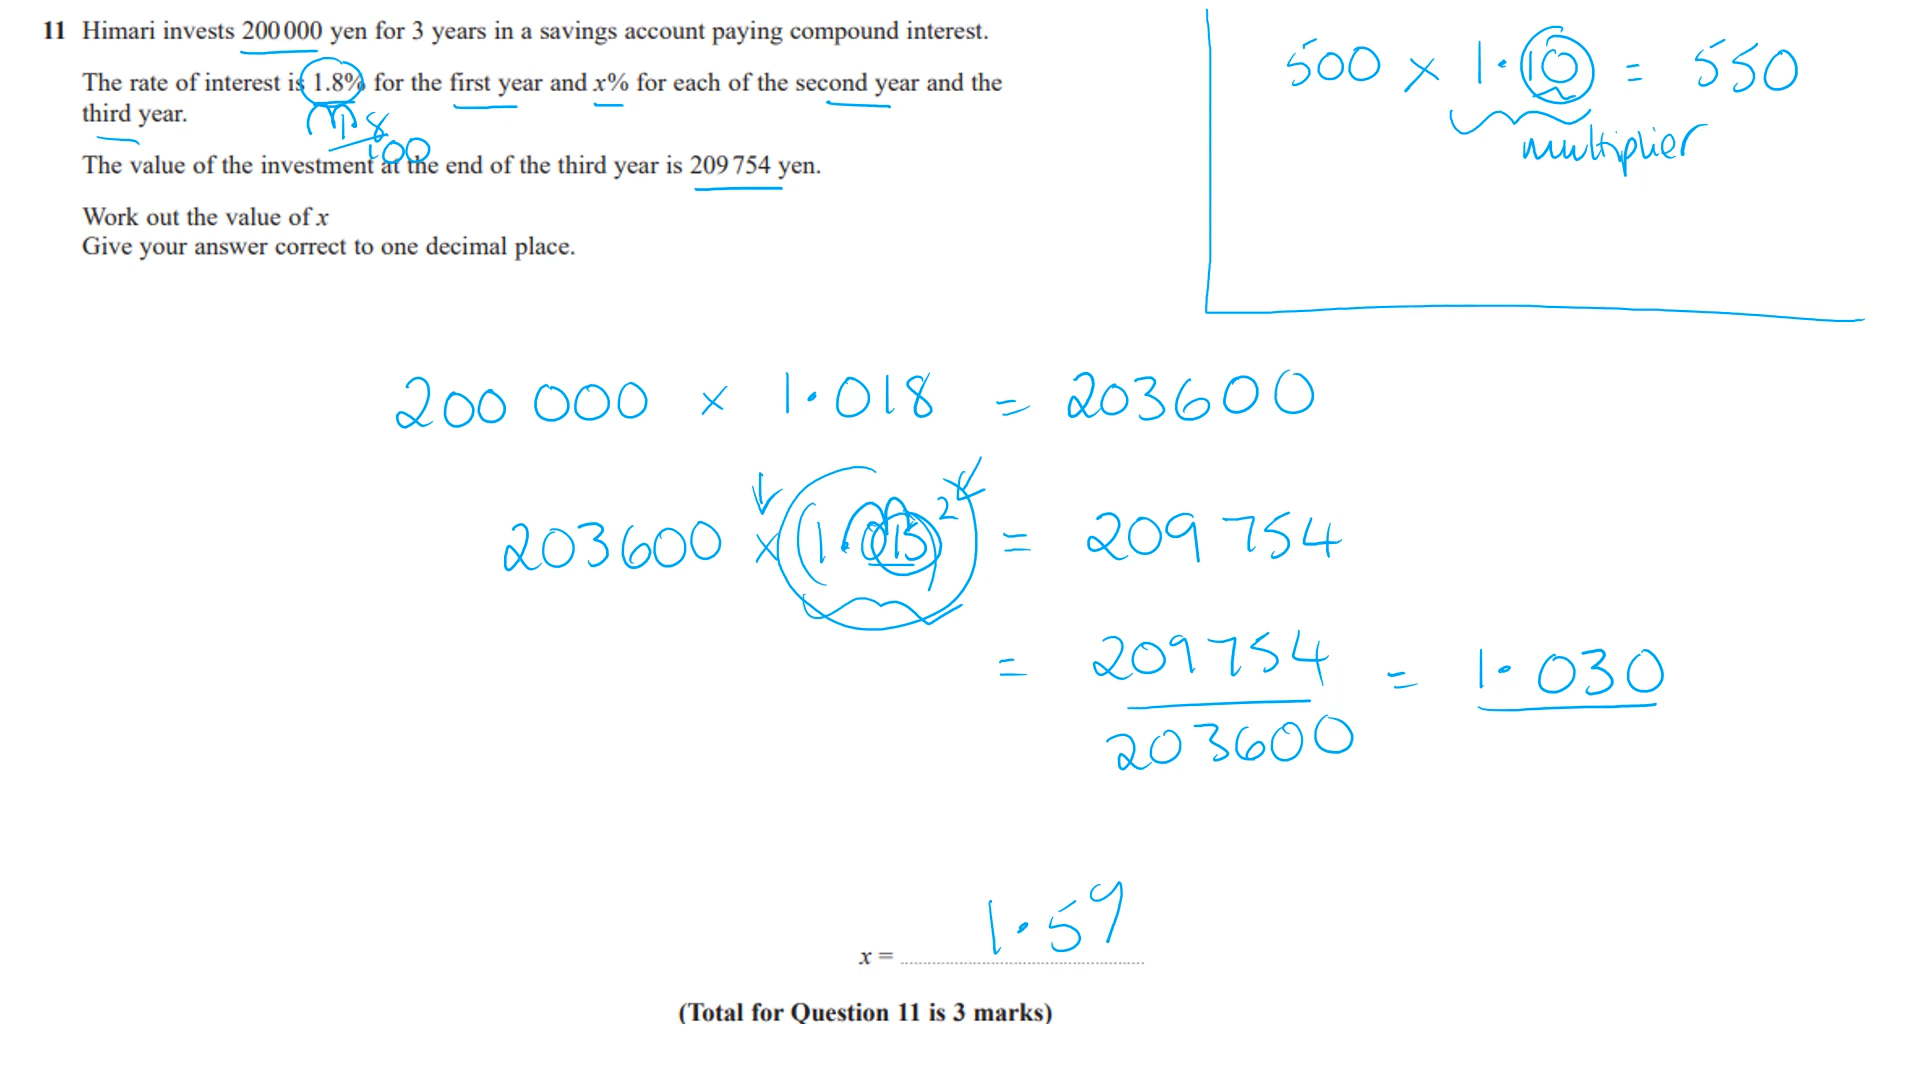 11 Himari invests 200 000 yen for 3 years in a savings account paying compound interest.
The rate of interest is 1.8% for the first year and x% for each of the second year and the
third year.
1.8
100
The value of the investment at the end of the third year is 209 754 yen.
Work out the value of x
Give your answer correct to one decimal place.
500 × 1.10 = 550
multiplier
200 000 × 1.018 = 203600
203600 × (1.015)² = 209 754
= 209754 / 203600 = 1.030
x = 1.59
(Total for Question 11 is 3 marks)